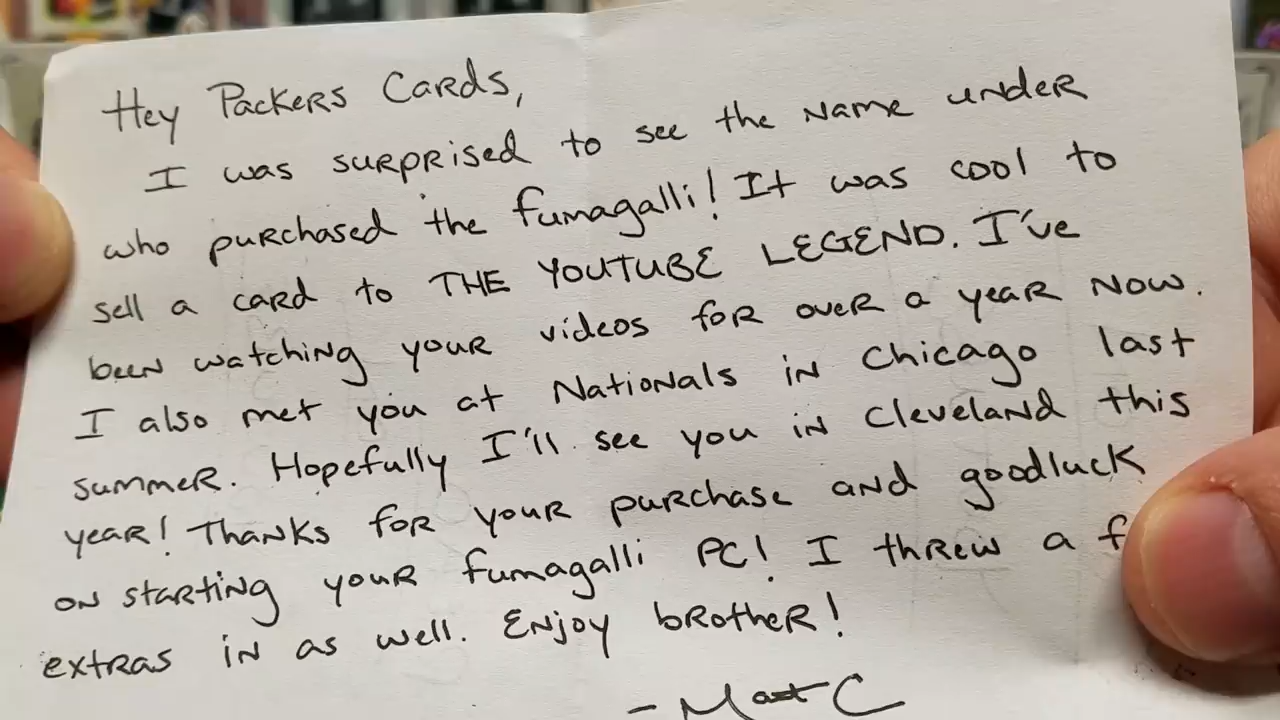 Hey Packers Cards,
I was surprised to see the name under
who purchased the fumagalli! It was cool to
sell a card to THE YOUTUBE LEGEND. I've
been watching your videos for over a year now.
I also met you at Nationals in Chicago last
summer. Hopefully I'll see you in Cleveland this
year! Thanks for your purchase and goodluck
on starting your fumagalli PC! I threw a
extras in as well. Enjoy brother!
- Matt C